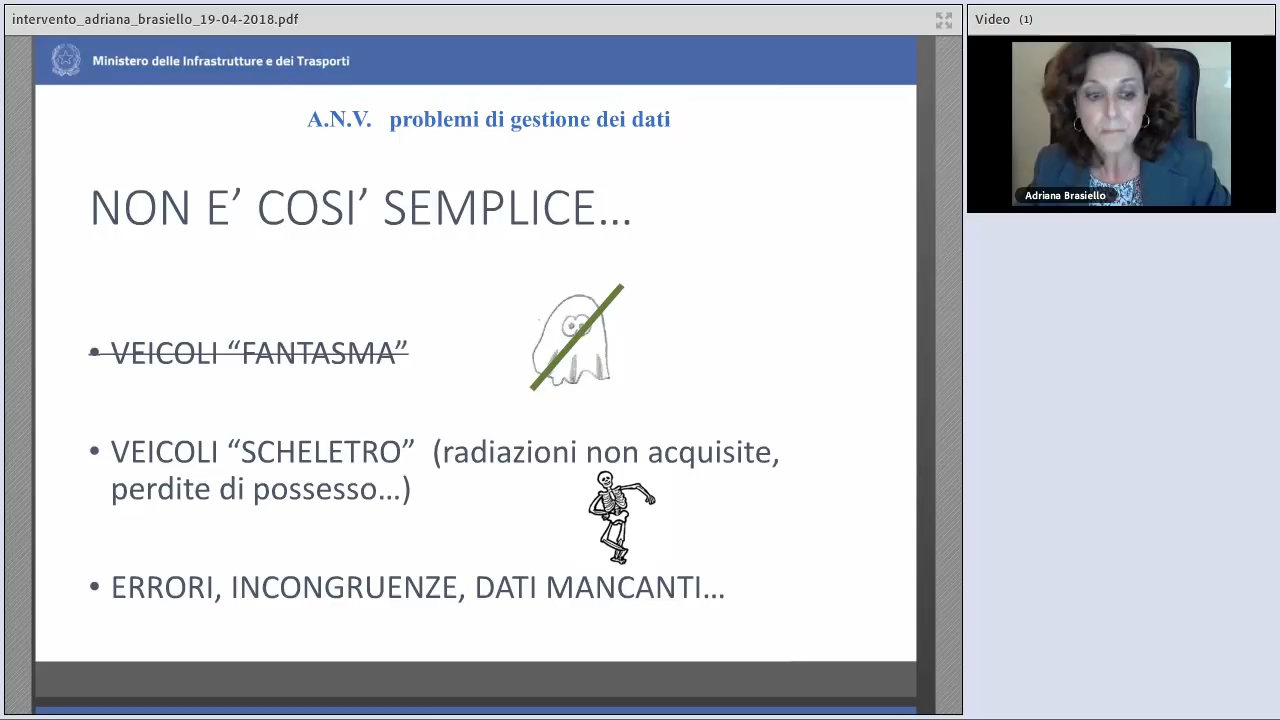 intervento_adriana_brasiello_19-04-2018.pdf
Video (1)
Ministero delle Infrastrutture e dei Trasporti
Adriana Brasiello
A.N.V. problemi di gestione dei dati
NON E’ COSI’ SEMPLICE…
• VEICOLI “FANTASMA”
• VEICOLI “SCHELETRO” (radiazioni non acquisite,
perdite di possesso…)
• ERRORI, INCONGRUENZE, DATI MANCANTI…